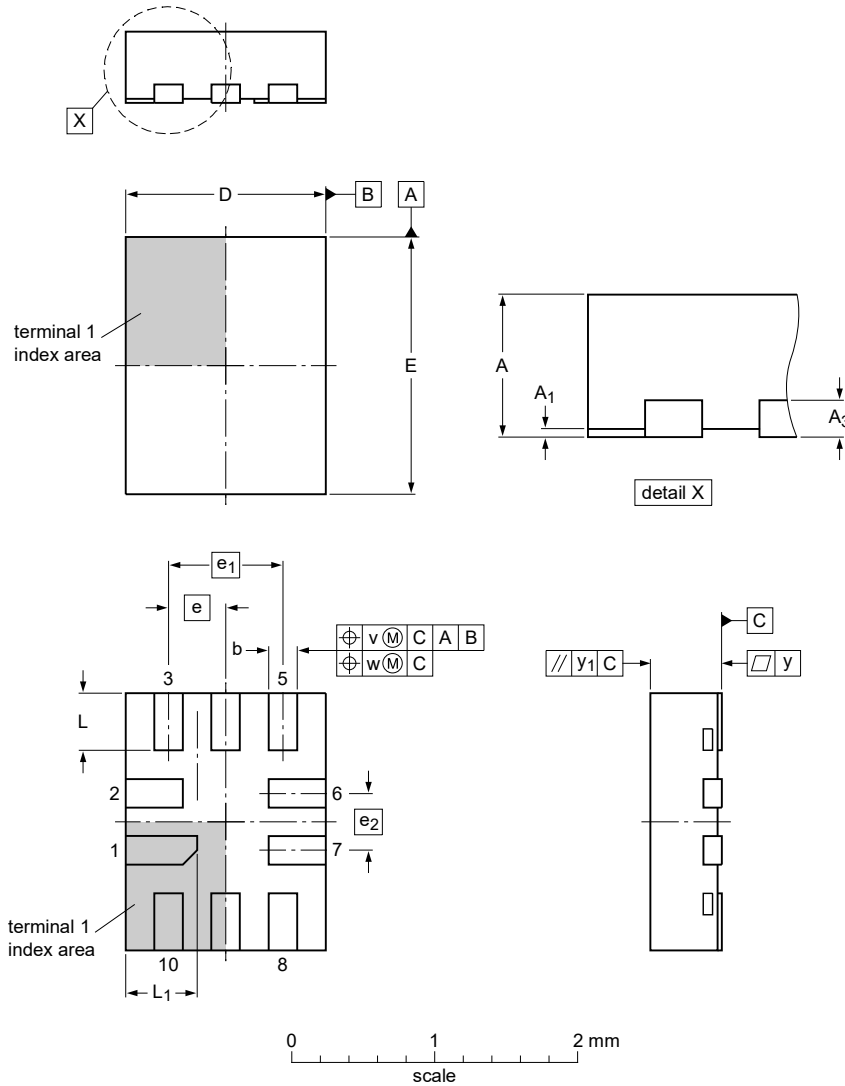 X
D
B
A
terminal 1
index area
E
A
A1
A3
detail X
e1
e
b
v M C A B
w M C
3
5
L
2
6
e2
1
7
terminal 1
index area
10
8
L1
C
// y1 C
y
0
1
2 mm
scale